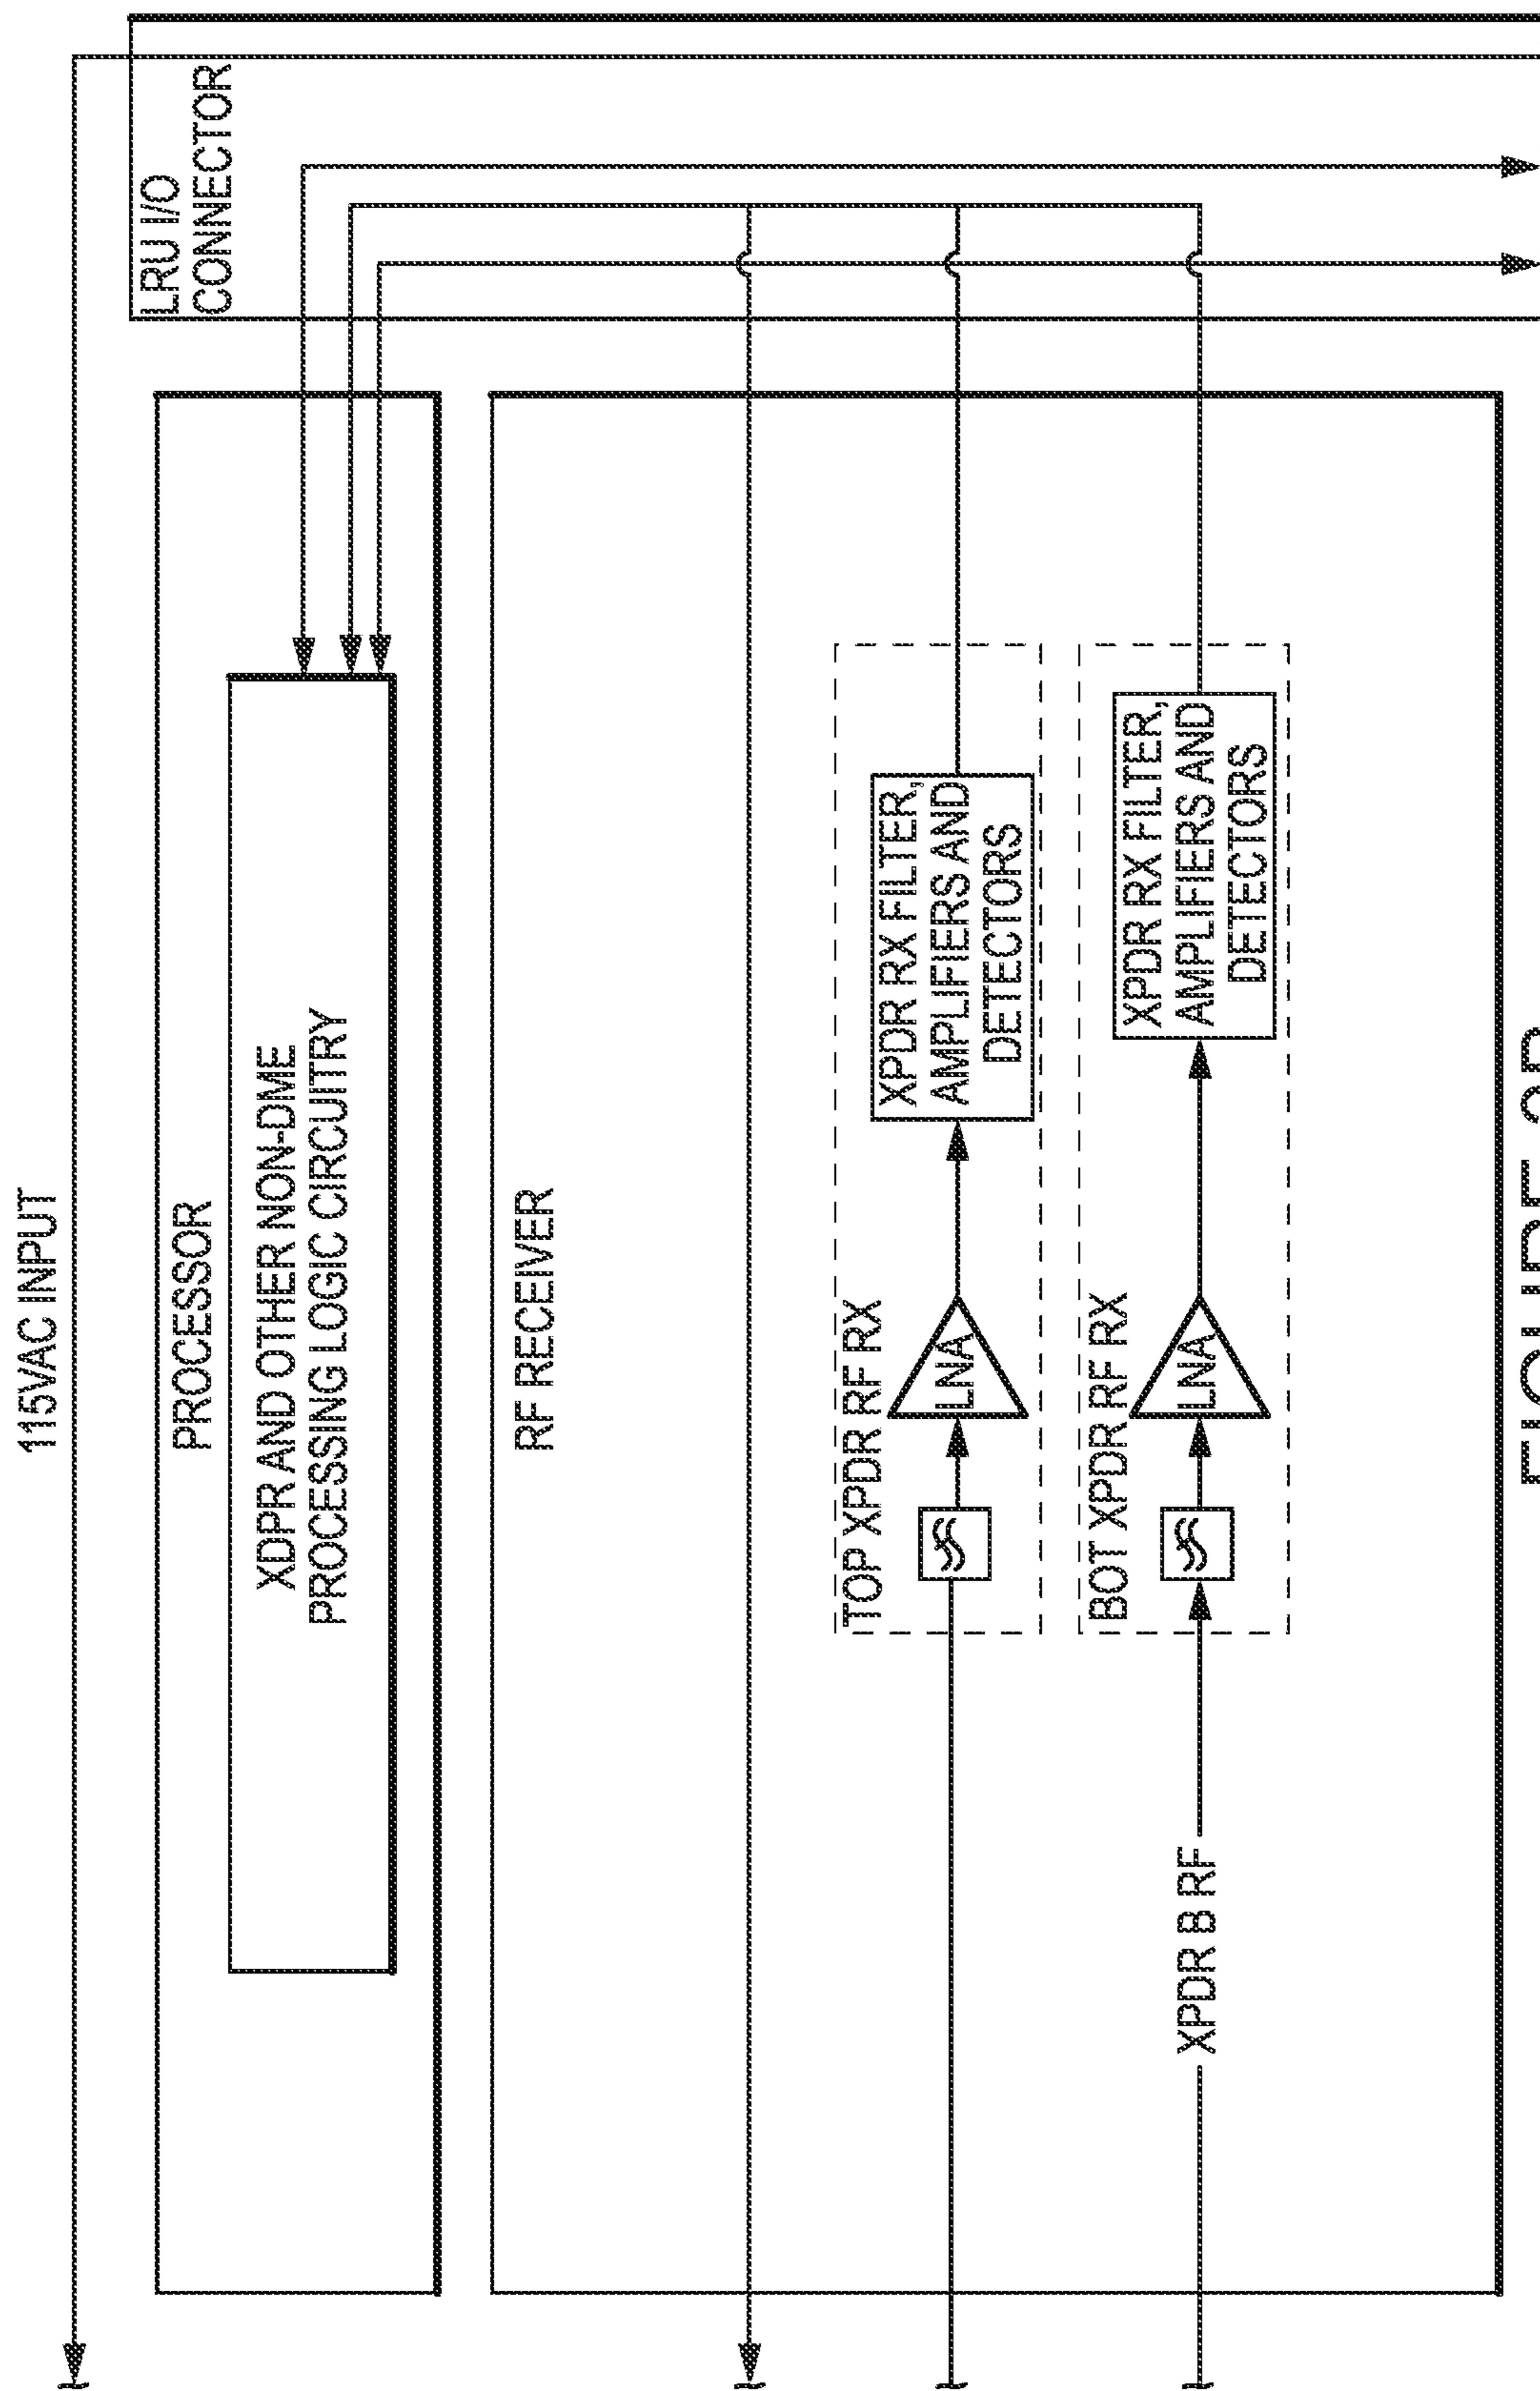 115VAC INPUT
LRU I/O
CONNECTOR
PROCESSOR
XDPR AND OTHER NON-DME
PROCESSING LOGIC CIRCUITRY
RF RECEIVER
TOP XPDR RF RX
LNA
XPDR RX FILTER,
AMPLIFIERS AND
DETECTORS
BOT XPDR RF RX
XPDR 8 RF
LNA
XPDR RX FILTER,
AMPLIFIERS AND
DETECTORS